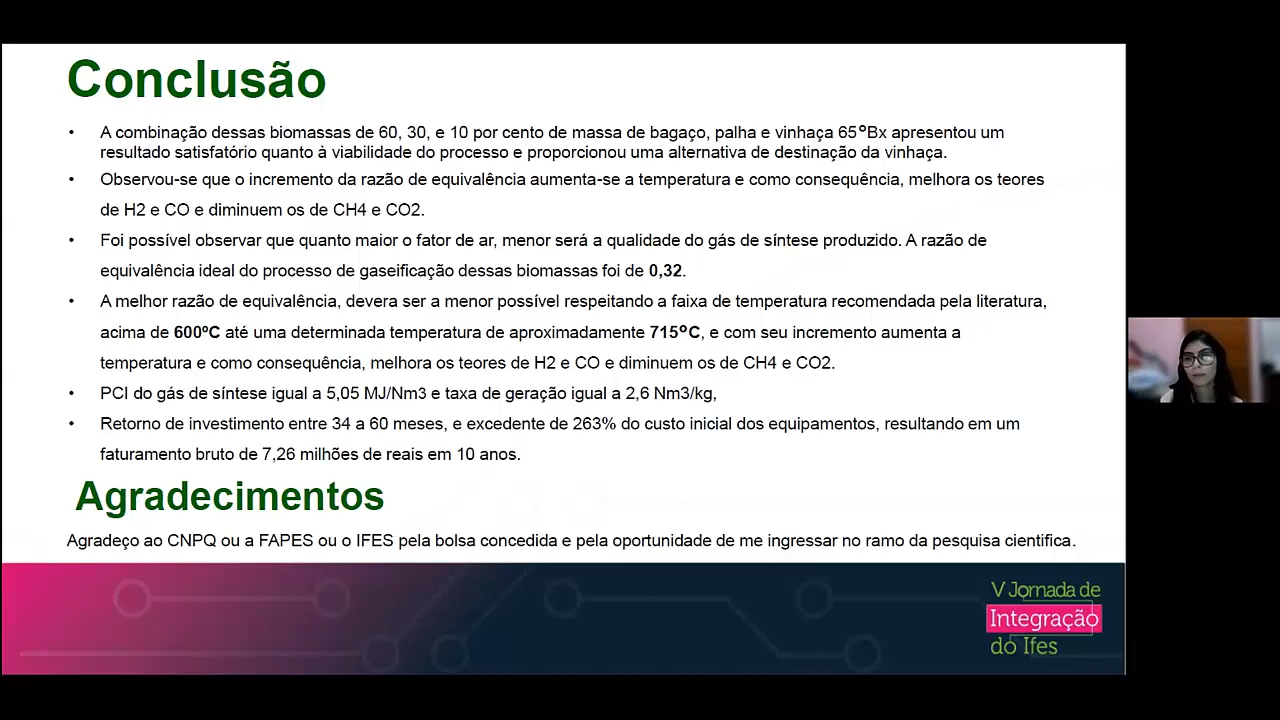 Conclusão
• A combinação dessas biomassas de 60, 30, e 10 por cento de massa de bagaço, palha e vinhaça 65ºBx apresentou um
resultado satisfatório quanto à viabilidade do processo e proporcionou uma alternativa de destinação da vinhaça.
• Observou-se que o incremento da razão de equivalência aumenta-se a temperatura e como consequência, melhora os teores
de H2 e CO e diminuem os de CH4 e CO2.
• Foi possível observar que quanto maior o fator de ar, menor será a qualidade do gás de síntese produzido. A razão de
equivalência ideal do processo de gaseificação dessas biomassas foi de 0,32.
• A melhor razão de equivalência, devera ser a menor possível respeitando a faixa de temperatura recomendada pela literatura,
acima de 600ºC até uma determinada temperatura de aproximadamente 715ºC, e com seu incremento aumenta a
temperatura e como consequência, melhora os teores de H2 e CO e diminuem os de CH4 e CO2.
• PCI do gás de síntese igual a 5,05 MJ/Nm3 e taxa de geração igual a 2,6 Nm3/kg,
• Retorno de investimento entre 34 a 60 meses, e excedente de 263% do custo inicial dos equipamentos, resultando em um
faturamento bruto de 7,26 milhões de reais em 10 anos.
Agradecimentos
Agradeço ao CNPQ ou a FAPES ou o IFES pela bolsa concedida e pela oportunidade de me ingressar no ramo da pesquisa cientifica.
V Jornada de
Integração
do Ifes